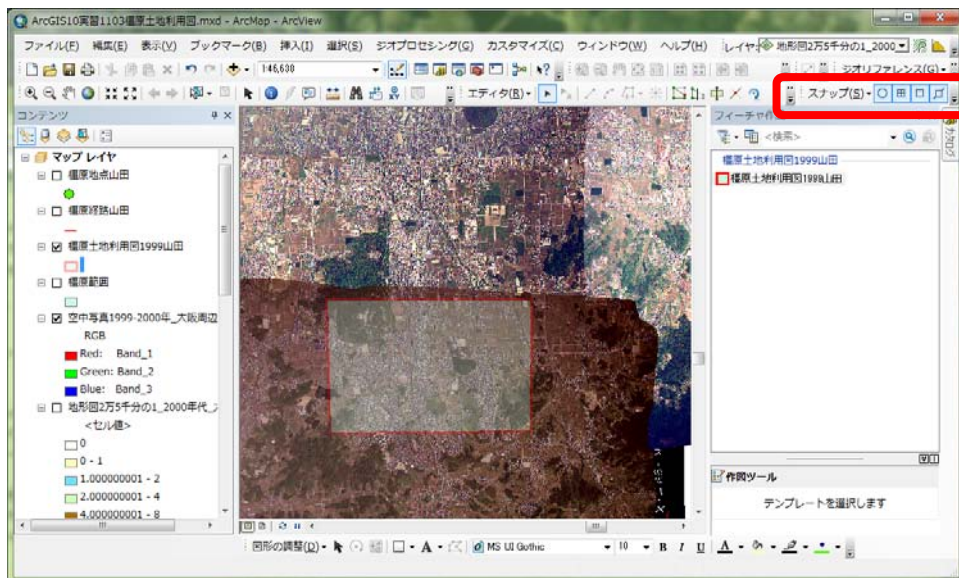 ArcGIS10実習1103橿原土地利用図.mxd - ArcMap - ArcView
ファイル(F) 編集(E) 表示(V) ブックマーク(B) 挿入(I) 選択(S) ジオプロセシング(G) カスタマイズ(C) ウィンドウ(W) ヘルプ(H) レイヤ: 地形図2万5千分の1_2000
1:46,630 ジオリファレンス(G)
エディタ(R) スナップ(S)
コンテンツ
マップ レイヤ
橿原地点山田
橿原経路山田
橿原土地利用図1999山田
橿原範囲
空中写真1999-2000年_大阪周辺
RGB
Red: Band_1
Green: Band_2
Blue: Band_3
地形図2万5千分の1_2000年代_
<セル値>
0
0 - 1
1.000000001 - 2
2.000000001 - 4
4.000000001 - 8
フィーチャ作
<検索>
橿原土地利用図1999山田
橿原土地利用図1999山田
カタログ
作図ツール
テンプレートを選択します
図形の調整(D) A MS UI Gothic 10 B I U A